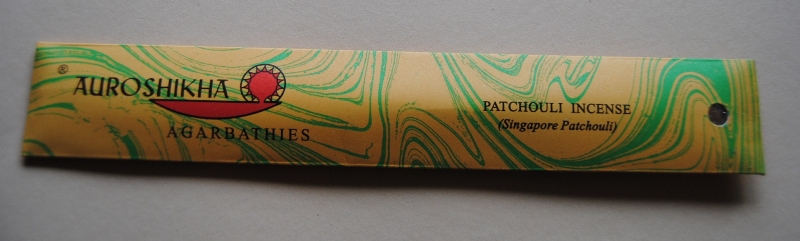 ® AUROSHIKHA
AGARBATHIES
PATCHOULI INCENSE
(Singapore Patchouli)